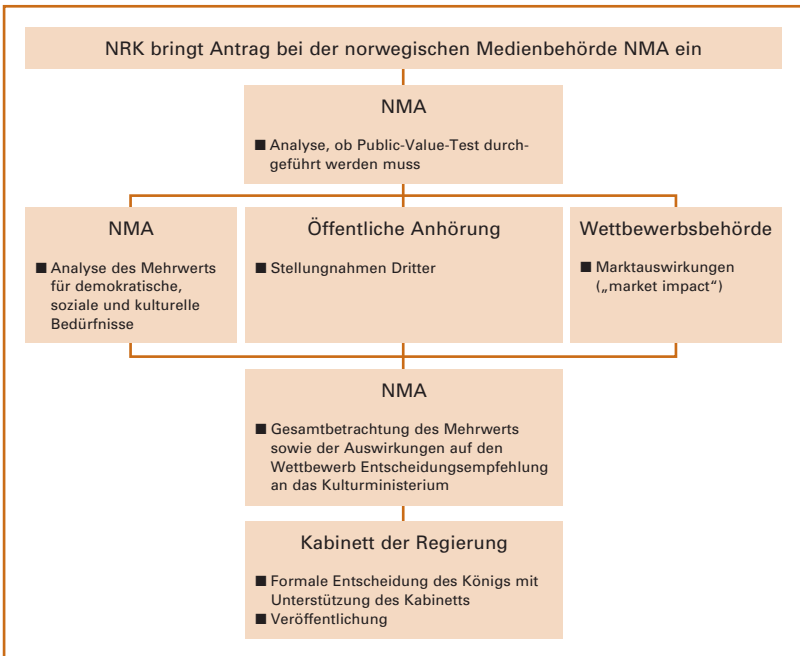 NRK bringt Antrag bei der norwegischen Medienbehörde NMA ein
NMA
■ Analyse, ob Public-Value-Test durch-
geführt werden muss
NMA
■ Analyse des Mehrwerts
für demokratische,
soziale und kulturelle
Bedürfnisse
Öffentliche Anhörung
■ Stellungnahmen Dritter
Wettbewerbsbehörde
■ Marktauswirkungen
(„market impact“)
NMA
■ Gesamtbetrachtung des Mehrwerts
sowie der Auswirkungen auf den
Wettbewerb Entscheidungsempfehlung
an das Kulturministerium
Kabinett der Regierung
■ Formale Entscheidung des Königs mit
Unterstützung des Kabinetts
■ Veröffentlichung